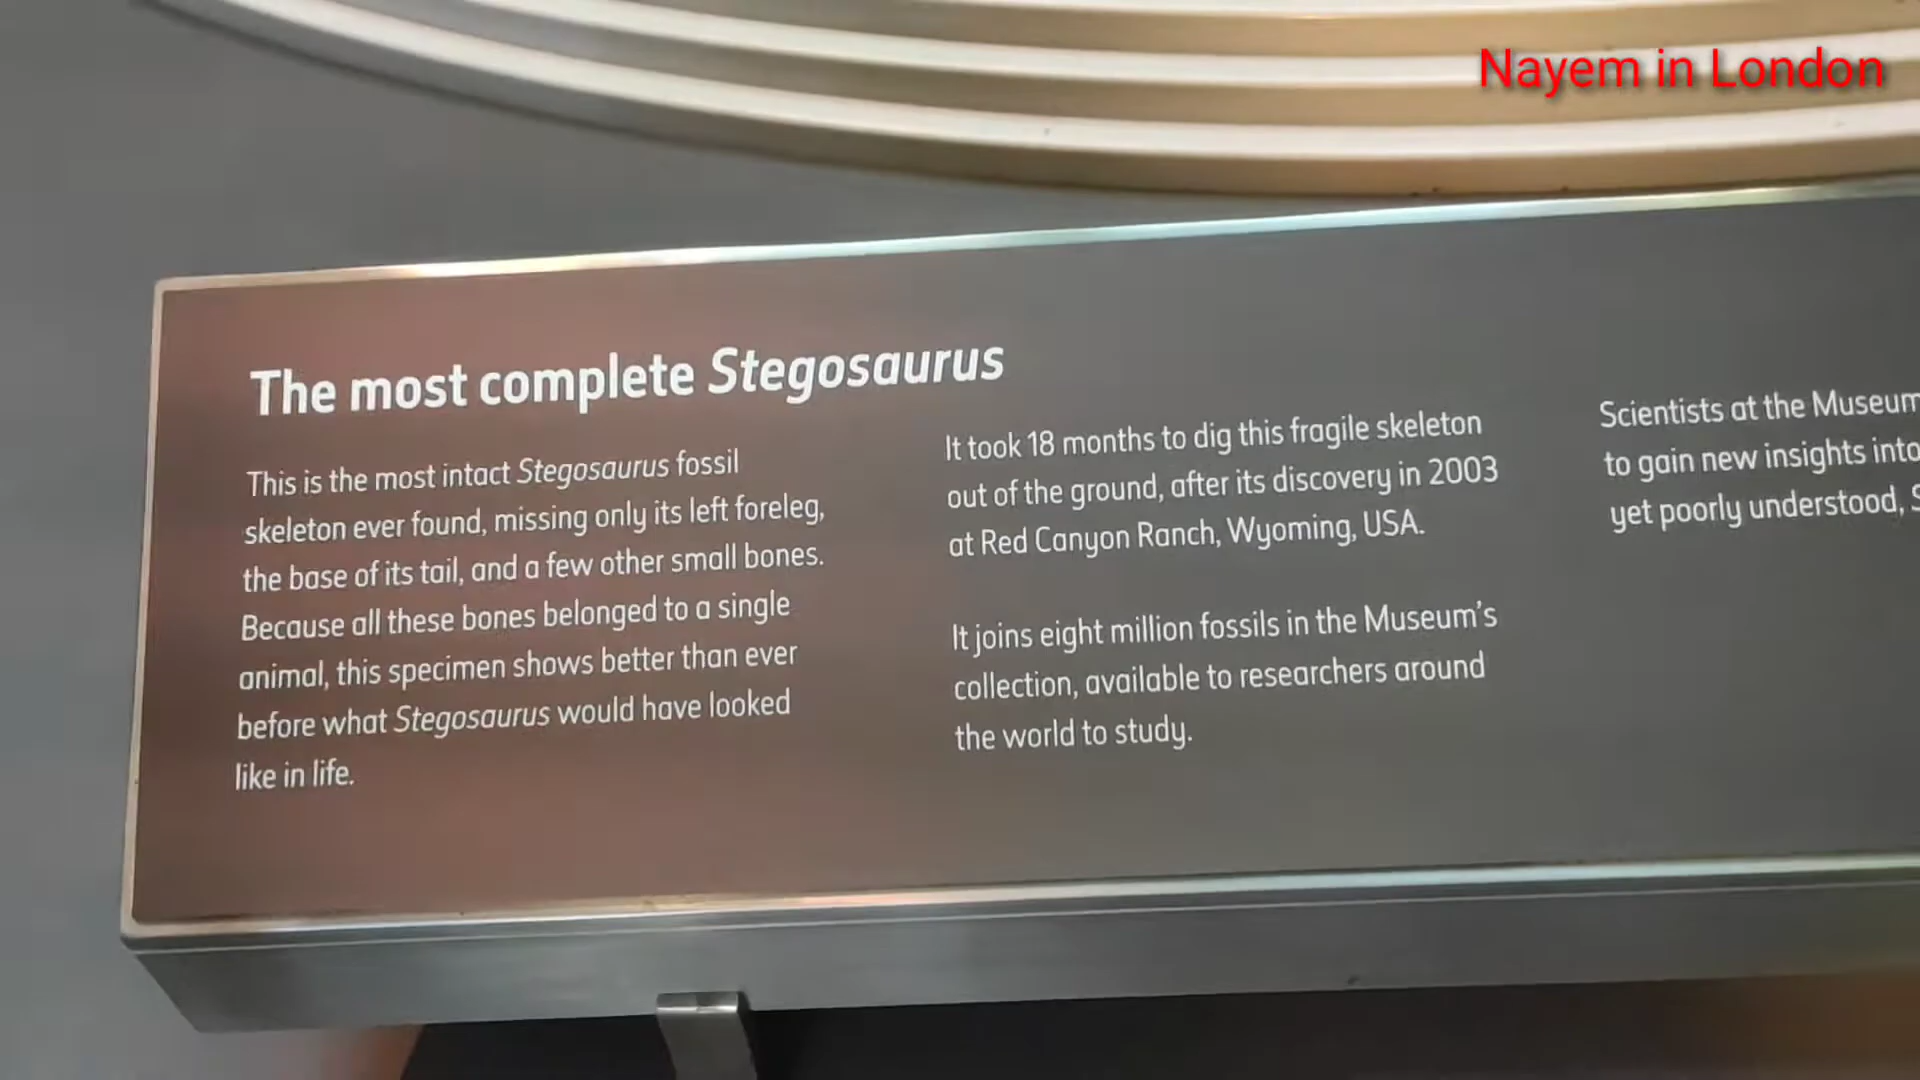 Nayem in London
The most complete Stegosaurus
This is the most intact Stegosaurus fossil
skeleton ever found, missing only its left foreleg,
the base of its tail, and a few other small bones.
Because all these bones belonged to a single
animal, this specimen shows better than ever
before what Stegosaurus would have looked
like in life.
It took 18 months to dig this fragile skeleton
out of the ground, after its discovery in 2003
at Red Canyon Ranch, Wyoming, USA.
It joins eight million fossils in the Museum's
collection, available to researchers around
the world to study.
Scientists at the Museum
to gain new insights into
yet poorly understood,